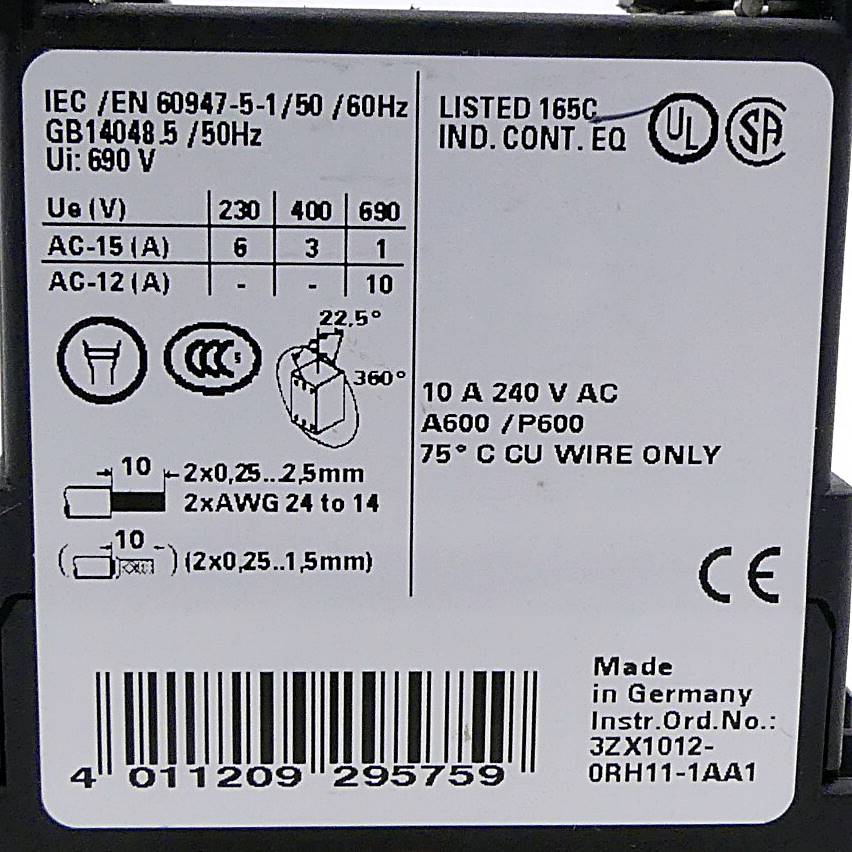 IEC /EN 60947-5-1/50 /60Hz
GB14048.5 /50Hz
Ui: 690 V
Ue (V) 230 400 690
AC-15 (A) 6 3 1
AC-12 (A) - - 10
CCC S
22,5°
360°
10 2x0,25...2,5mm
2xAWG 24 to 14
10
(2x0,25..1,5mm)
LISTED 165C
IND. CONT. EQ
UL
SA
10 A 240 V AC
A600 /P600
75° C CU WIRE ONLY
CE
4 011209 295759
Made
in Germany
Instr.Ord.No.:
3ZX1012-
0RH11-1AA1